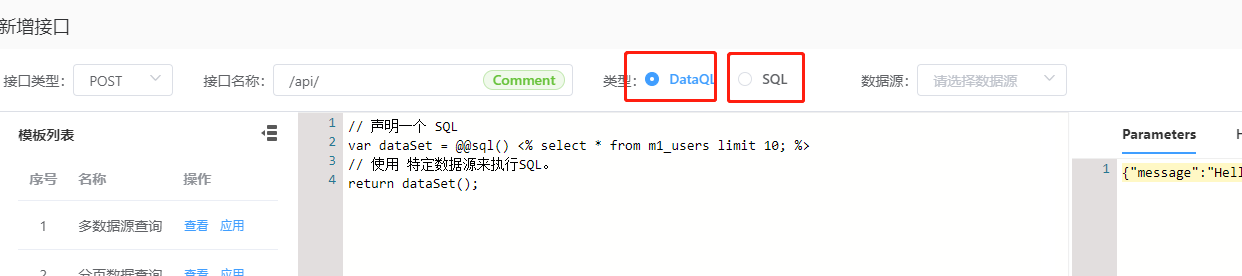 新增接口
接口类型： POST 接口名称： /api/ Comment 类型： DataQL SQL 数据源： 请选择数据源
模板列表
序号 名称 操作
1 多数据源查询 查看 应用
2 分页数据查询 查看 应用
1 // 声明一个 SQL
2 var dataSet = @@sql() <% select * from m1_users limit 10; %>
3 // 使用 特定数据源来执行SQL。
4 return dataSet();
Parameters H
1 {"message":"Hell